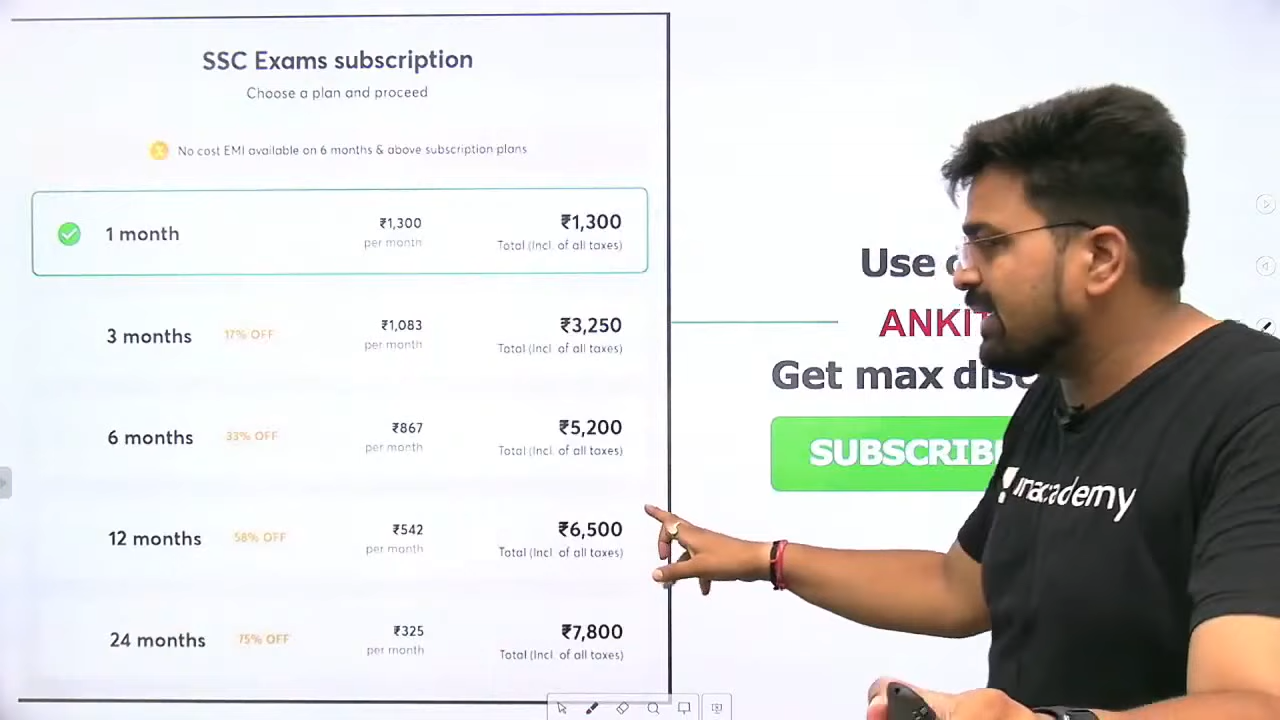 SSC Exams subscription
Choose a plan and proceed
No cost EMI available on 6 months & above subscription plans
1 month
₹1,300
per month
₹1,300
Total (Incl. of all taxes)
3 months
17% OFF
₹1,083
per month
₹3,250
Total (Incl. of all taxes)
6 months
33% OFF
₹867
per month
₹5,200
Total (Incl. of all taxes)
12 months
58% OFF
₹542
per month
₹6,500
Total (Incl. of all taxes)
24 months
75% OFF
₹325
per month
₹7,800
Total (Incl. of all taxes)
Use
ANKIT
Get max
SUBSCRIB
unacademy